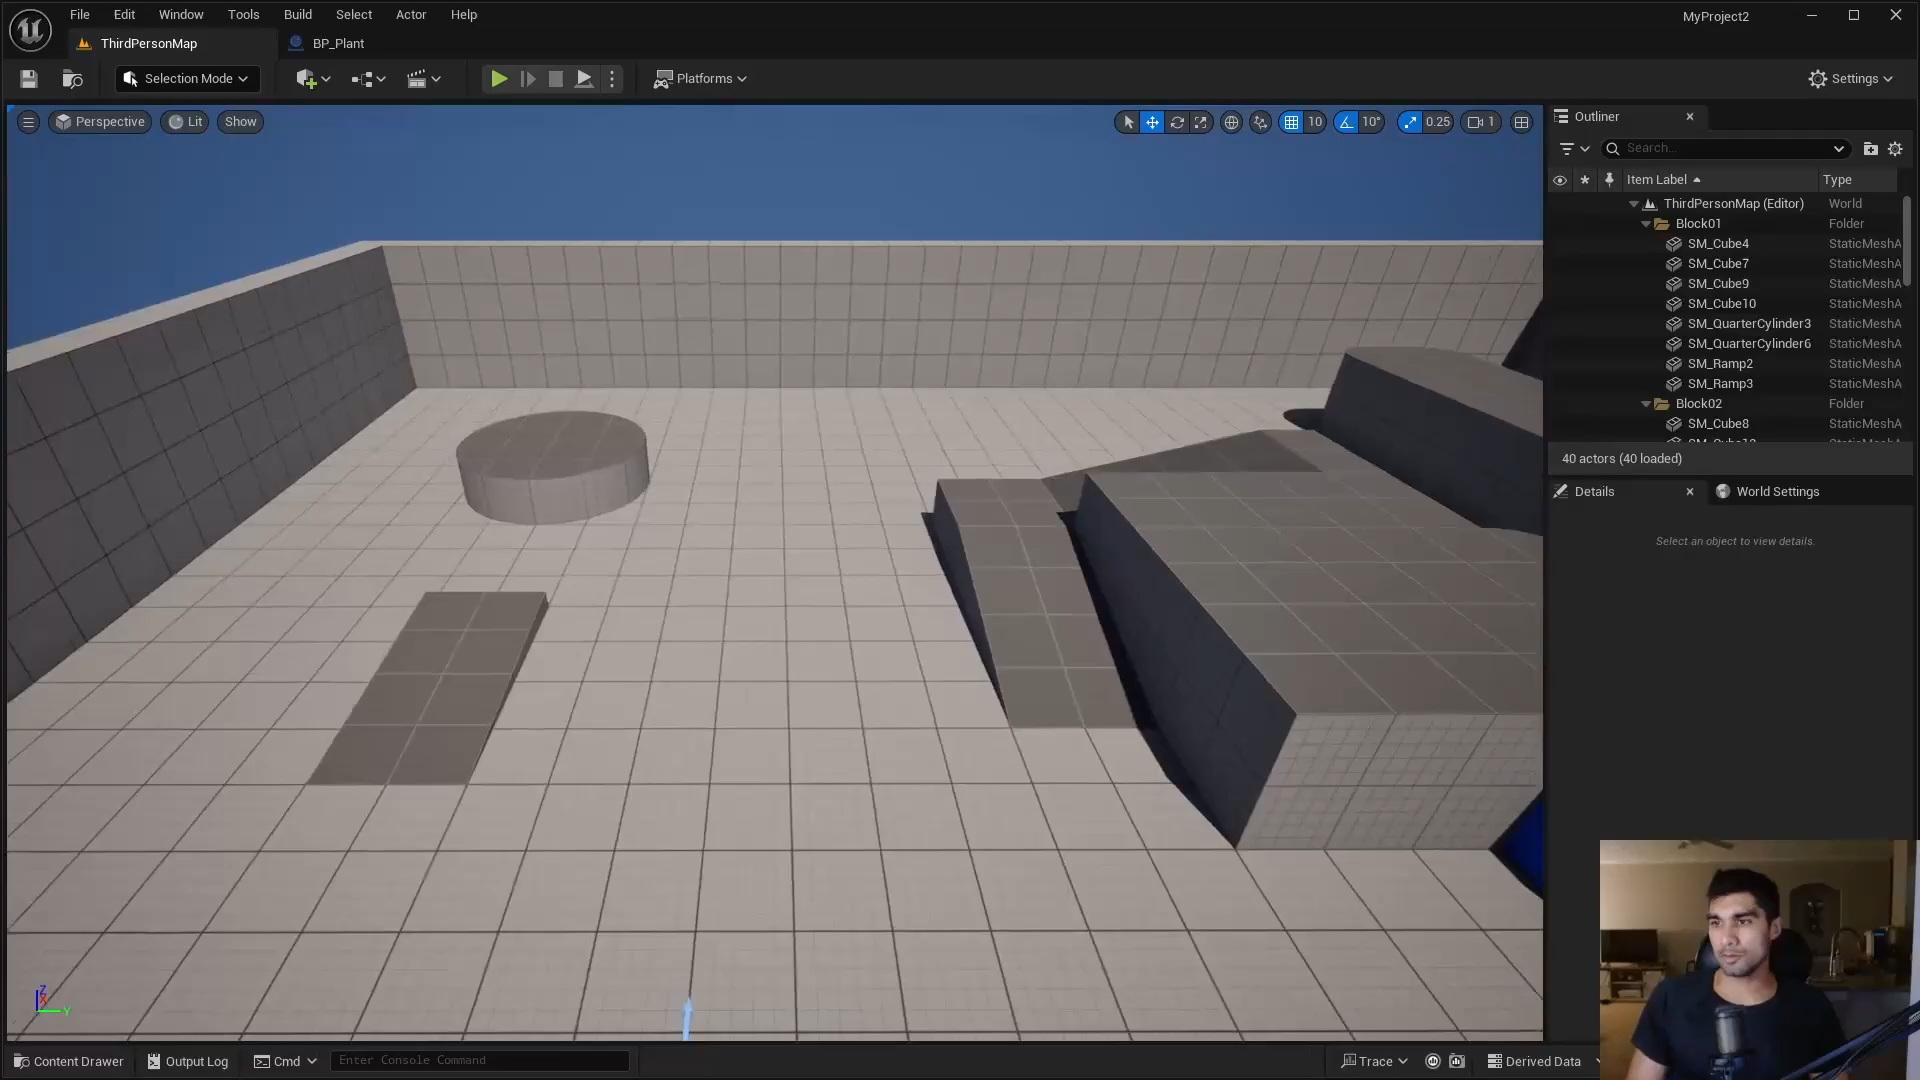 File Edit Window Tools Build Select Actor Help
MyProject2
ThirdPersonMap
BP_Plant
Selection Mode
Platforms
Settings
Perspective Lit Show
10 10° 0.25 1
Outliner
Search...
Item Label Type
ThirdPersonMap (Editor) World
Block01 Folder
SM_Cube4 StaticMeshA
SM_Cube7 StaticMeshA
SM_Cube9 StaticMeshA
SM_Cube10 StaticMeshA
SM_QuarterCylinder3 StaticMeshA
SM_QuarterCylinder6 StaticMeshA
SM_Ramp2 StaticMeshA
SM_Ramp3 StaticMeshA
Block02 Folder
SM_Cube8 StaticMeshA
40 actors (40 loaded)
Details World Settings
Select an object to view details.
Z
X
Y
Content Drawer Output Log Cmd Enter Console Command Trace Derived Data